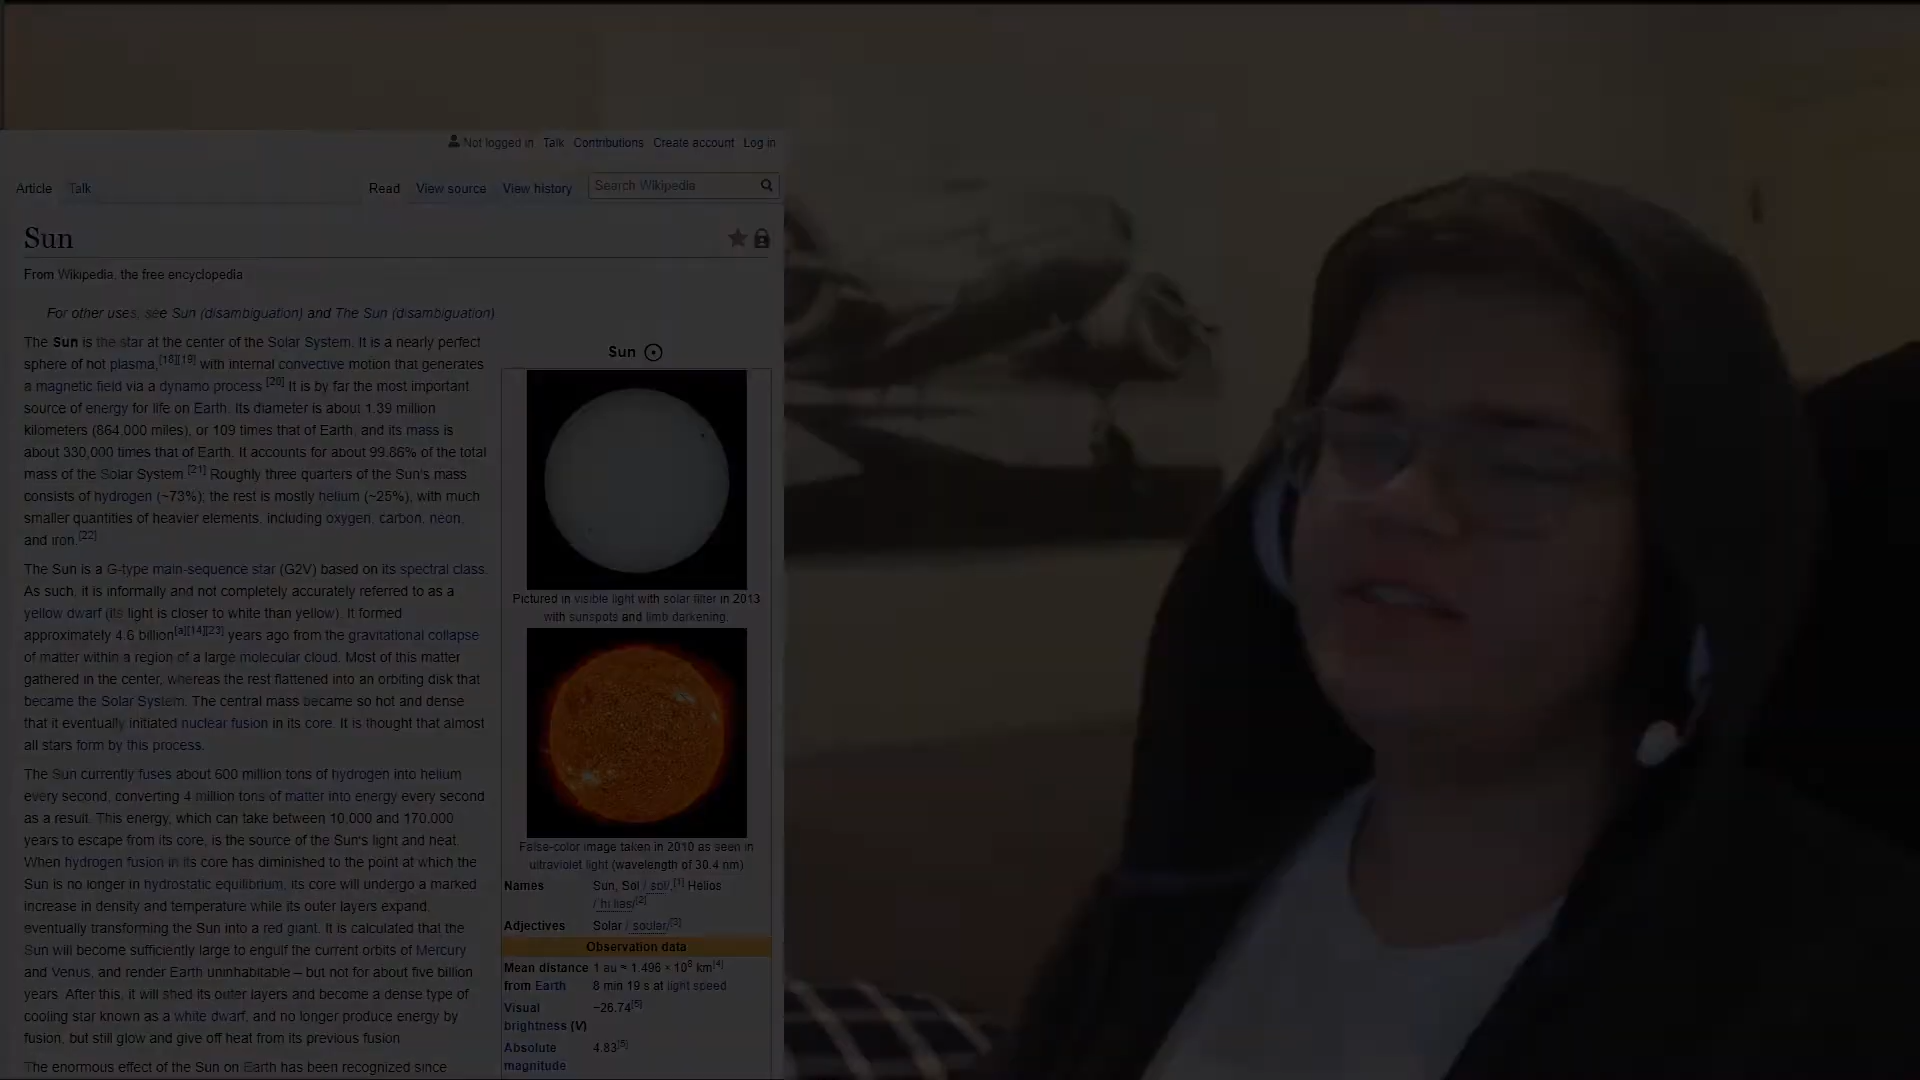 Not logged in Talk Contributions Create account Log in
Article Talk Read View source View history Search Wikipedia
Sun
From Wikipedia, the free encyclopedia
For other uses, see Sun (disambiguation) and The Sun (disambiguation)
The Sun is the star at the center of the Solar System. It is a nearly perfect
sphere of hot plasma,[18][19] with internal convective motion that generates
a magnetic field via a dynamo process.[20] It is by far the most important
source of energy for life on Earth. Its diameter is about 1.39 million
kilometers (864,000 miles), or 109 times that of Earth, and its mass is
about 330,000 times that of Earth. It accounts for about 99.86% of the total
mass of the Solar System.[21] Roughly three quarters of the Sun's mass
consists of hydrogen (~73%); the rest is mostly helium (~25%), with much
smaller quantities of heavier elements, including oxygen, carbon, neon,
and iron.[22]
The Sun is a G-type main-sequence star (G2V) based on its spectral class.
As such, it is informally and not completely accurately referred to as a
yellow dwarf (its light is closer to white than yellow). It formed
approximately 4.6 billion[a][14][23] years ago from the gravitational collapse
of matter within a region of a large molecular cloud. Most of this matter
gathered in the center, whereas the rest flattened into an orbiting disk that
became the Solar System. The central mass became so hot and dense
that it eventually initiated nuclear fusion in its core. It is thought that almost
all stars form by this process.
The Sun currently fuses about 600 million tons of hydrogen into helium
every second, converting 4 million tons of matter into energy every second
as a result. This energy, which can take between 10,000 and 170,000
years to escape from its core, is the source of the Sun's light and heat.
When hydrogen fusion in its core has diminished to the point at which the
Sun is no longer in hydrostatic equilibrium, its core will undergo a marked
increase in density and temperature while its outer layers expand,
eventually transforming the Sun into a red giant. It is calculated that the
Sun will become sufficiently large to engulf the current orbits of Mercury
and Venus, and render Earth uninhabitable – but not for about five billion
years. After this, it will shed its outer layers and become a dense type of
cooling star known as a white dwarf, and no longer produce energy by
fusion, but still glow and give off heat from its previous fusion.
The enormous effect of the Sun on Earth has been recognized since
Sun
Pictured in visible light with solar filter in 2013
with sunspots and limb darkening.
False-color image taken in 2010 as seen in
ultraviolet light (wavelength of 30.4 nm)
Names Sun, Sol [1] Helios
[2]
Adjectives Solar [3]
Observation data
Mean distance 1 au ≈ 1.496 × 10⁸ km[4]
from Earth 8 min 19 s at light speed
Visual −26.74[5]
brightness (V)
Absolute 4.83[5]
magnitude